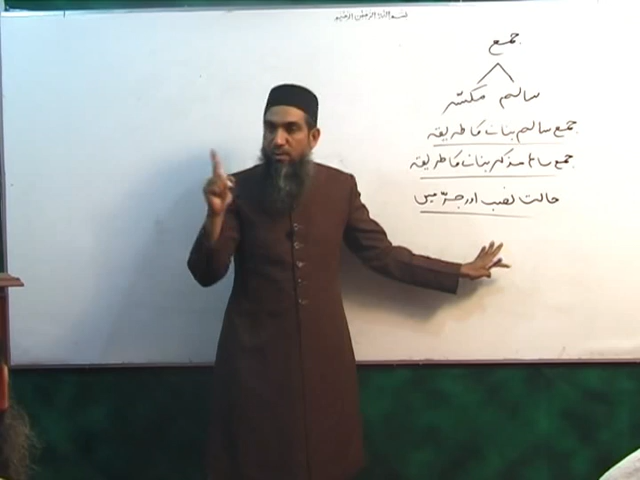 بسم اللہ الرحمن الرحیم
جمع
سالم مکسّر
جمع سالم بنانے کا طریقہ
جمع سالم مذکر بنانے کا طریقہ
حالت نصب اور جرّ میں